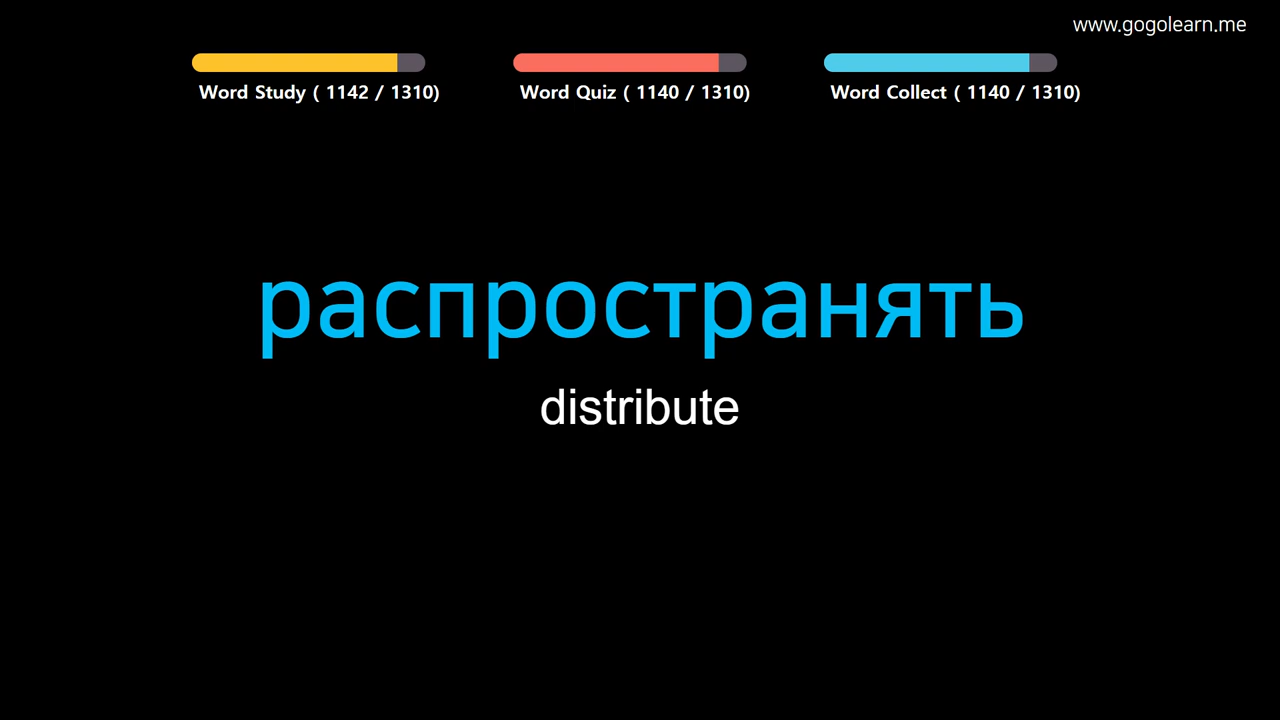 www.gogolearn.me
Word Study ( 1142 / 1310)
Word Quiz ( 1140 / 1310)
Word Collect ( 1140 / 1310)
распространять
distribute